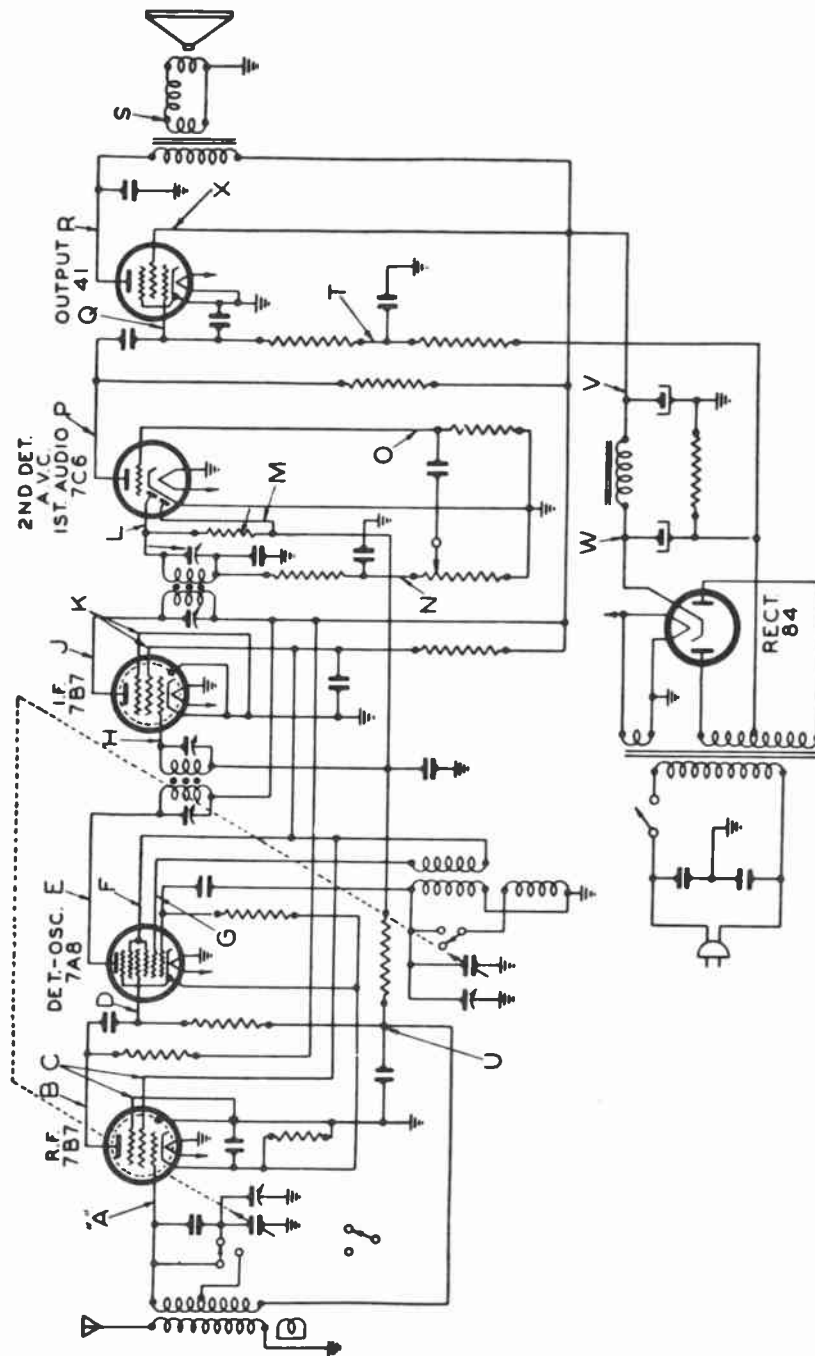 "A"
R.F.
7B7
B
C
D
DET.-OSC.
7A8
E
F
G
H
I.F.
7B7
J
K
L
2ND DET.
A.V.C.
1ST. AUDIO
7C6
P
M
N
O
Q
OUTPUT
41
R
X
S
T
U
V
W
RECT.
84